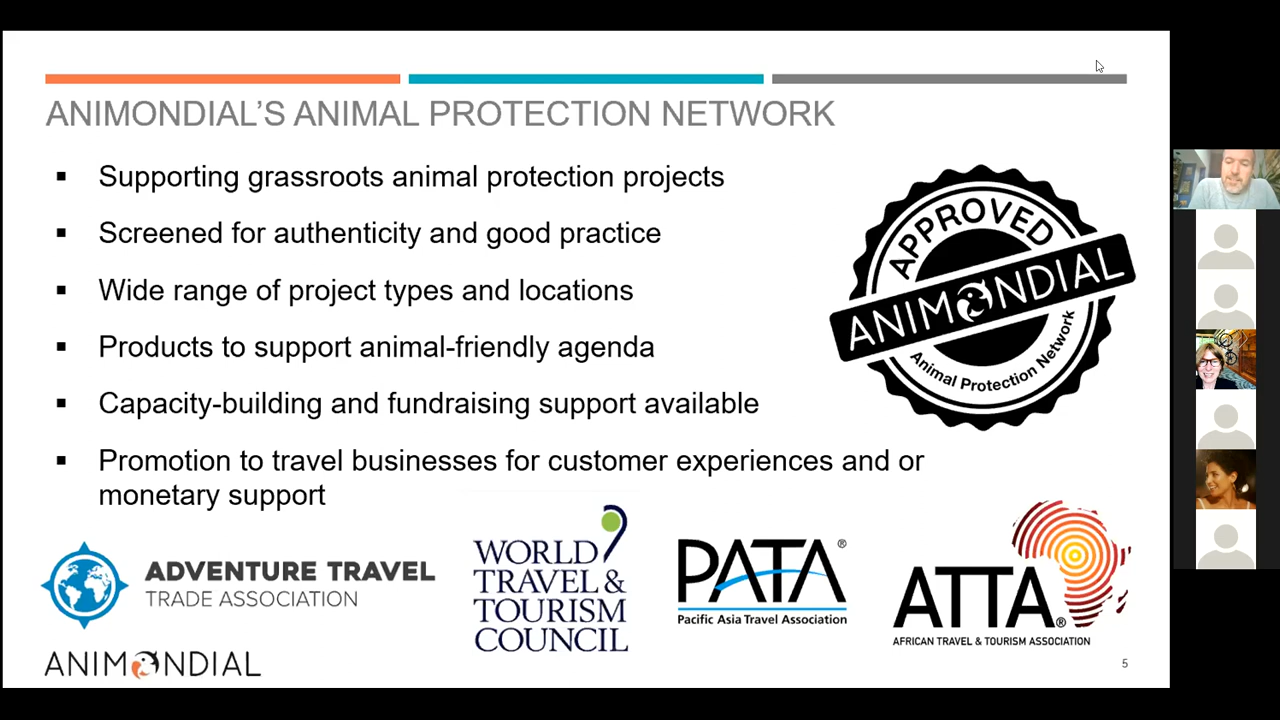 ANIMONDIAL'S ANIMAL PROTECTION NETWORK
▪ Supporting grassroots animal protection projects
▪ Screened for authenticity and good practice
▪ Wide range of project types and locations
▪ Products to support animal-friendly agenda
▪ Capacity-building and fundraising support available
▪ Promotion to travel businesses for customer experiences and or
monetary support
APPROVED
ANIMONDIAL
Animal Protection Network
ADVENTURE TRAVEL
TRADE ASSOCIATION
WORLD
TRAVEL &
TOURISM
COUNCIL
PATA®
Pacific Asia Travel Association
ATTA®
AFRICAN TRAVEL & TOURISM ASSOCIATION
ANIMONDIAL
5